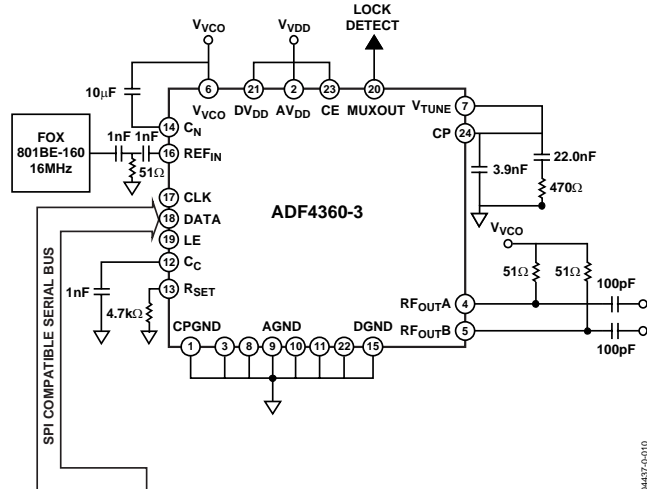 LOCK
DETECT
VVCO
VVDD
10μF
6
21
2
23
20
VVCO
DVDD
AVDD
CE
MUXOUT
VTUNE
7
14
CN
CP
24
FOX
801BE-160
16MHz
1nF
1nF
16
REFIN
51Ω
3.9nF
22.0nF
470Ω
17
CLK
18
DATA
19
LE
ADF4360-3
VVCO
12
CC
51Ω
51Ω
100pF
1nF
13
RSET
4.7kΩ
RFOUTA
4
RFOUTB
5
100pF
CPGND
AGND
DGND
1
3
8
9
10
11
22
15
SPI COMPATIBLE SERIAL BUS
04437-0-010